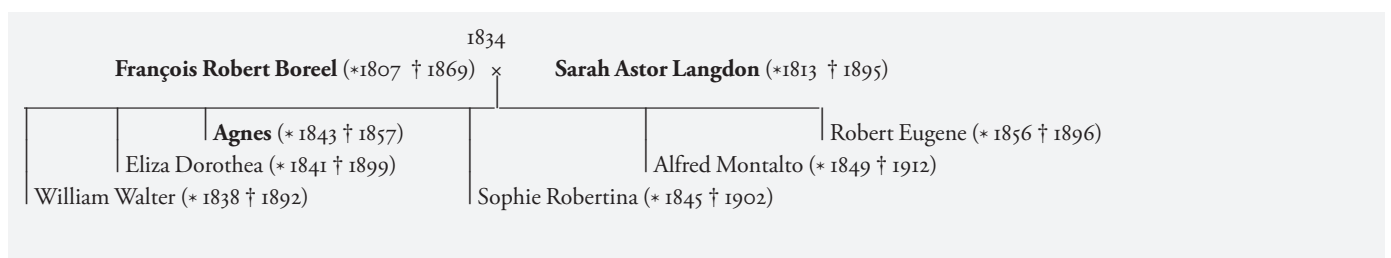 1834
François Robert Boreel (*1807 † 1869) × Sarah Astor Langdon (*1813 † 1895)
Agnes (* 1843 † 1857) Robert Eugene (* 1856 † 1896)
Eliza Dorothea (* 1841 † 1899) Alfred Montalto (* 1849 † 1912)
William Walter (* 1838 † 1892) Sophie Robertina (* 1845 † 1902)